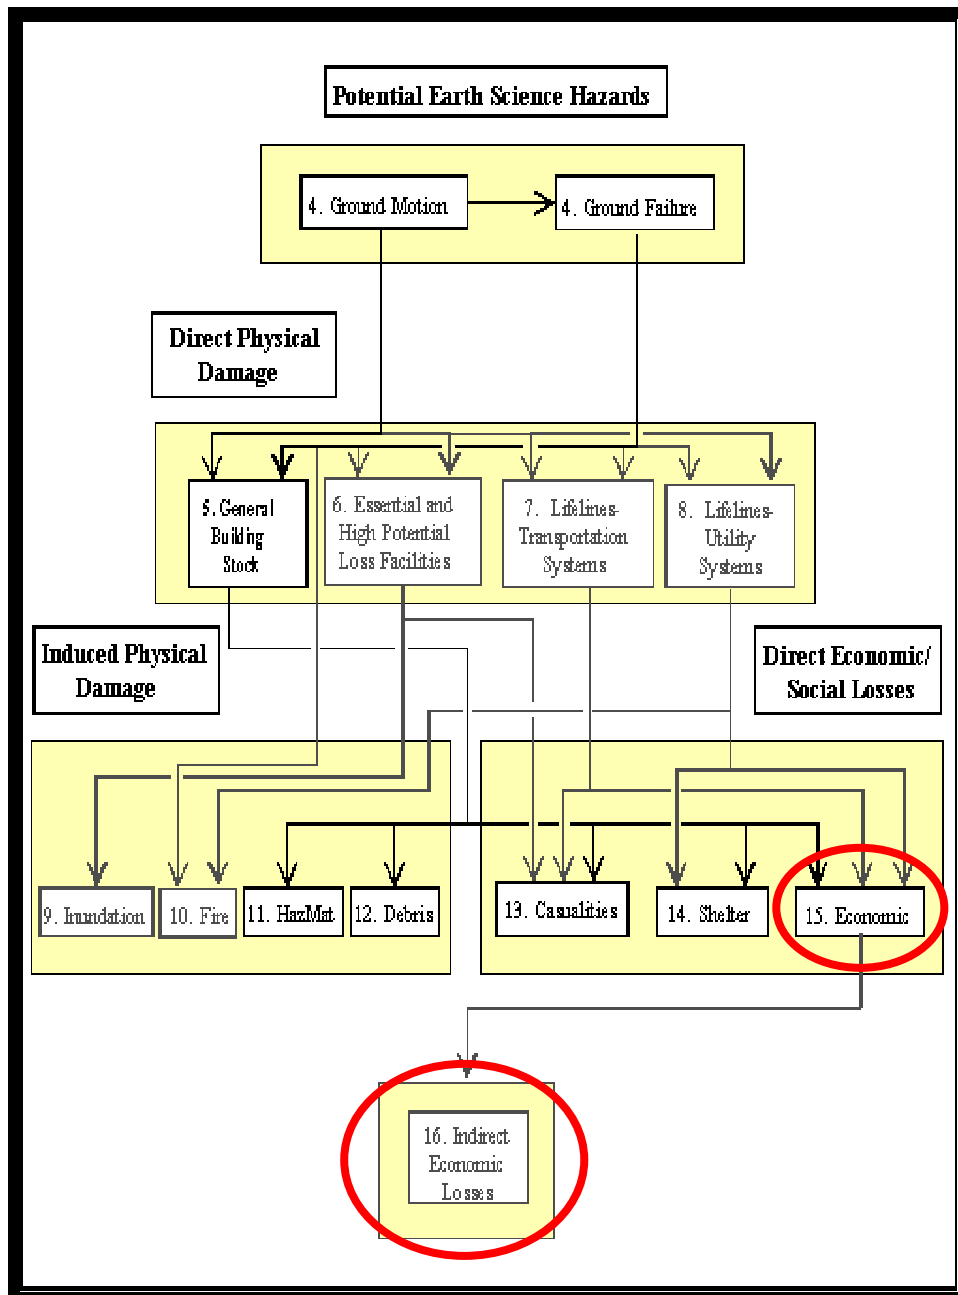 Potential Earth Science Hazards
4. Ground Motion
4. Ground Failure
Direct Physical
Damage
5. General
Building
Stock
6. Essential and
High Potential
Loss Facilities
7. Lifelines-
Transportation
Systems
8. Lifelines-
Utility
Systems
Induced Physical
Damage
Direct Economic/
Social Losses
9. Inundation
10. Fire
11. HazMat
12. Debris
13. Casualities
14. Shelter
15. Economic
16. Indirect
Economic
Losses